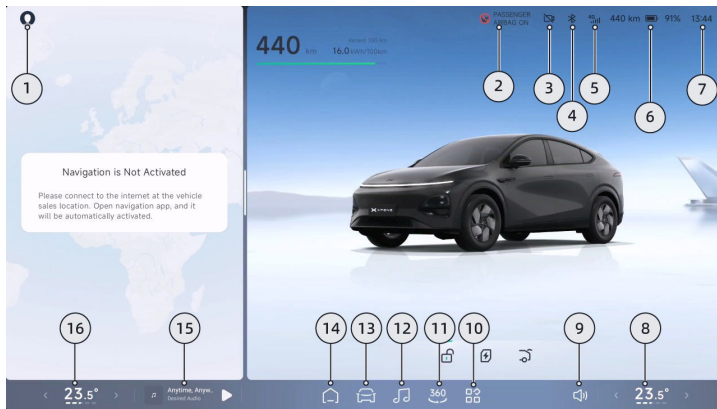 PASSENGER
AIRBAG ON
5G
440 km
91%
13:44
1
2
3
4
5
6
7
440 km
16.0 kWh/100km
Navigation is Not Activated
Please connect to the internet at the vehicle
sales location. Open navigation app, and it
will be automatically activated.
XPENG
16
15
14
13
12
11
10
9
8
23.5°
Anytime, Anyw..
Desired Audio
360
23.5°